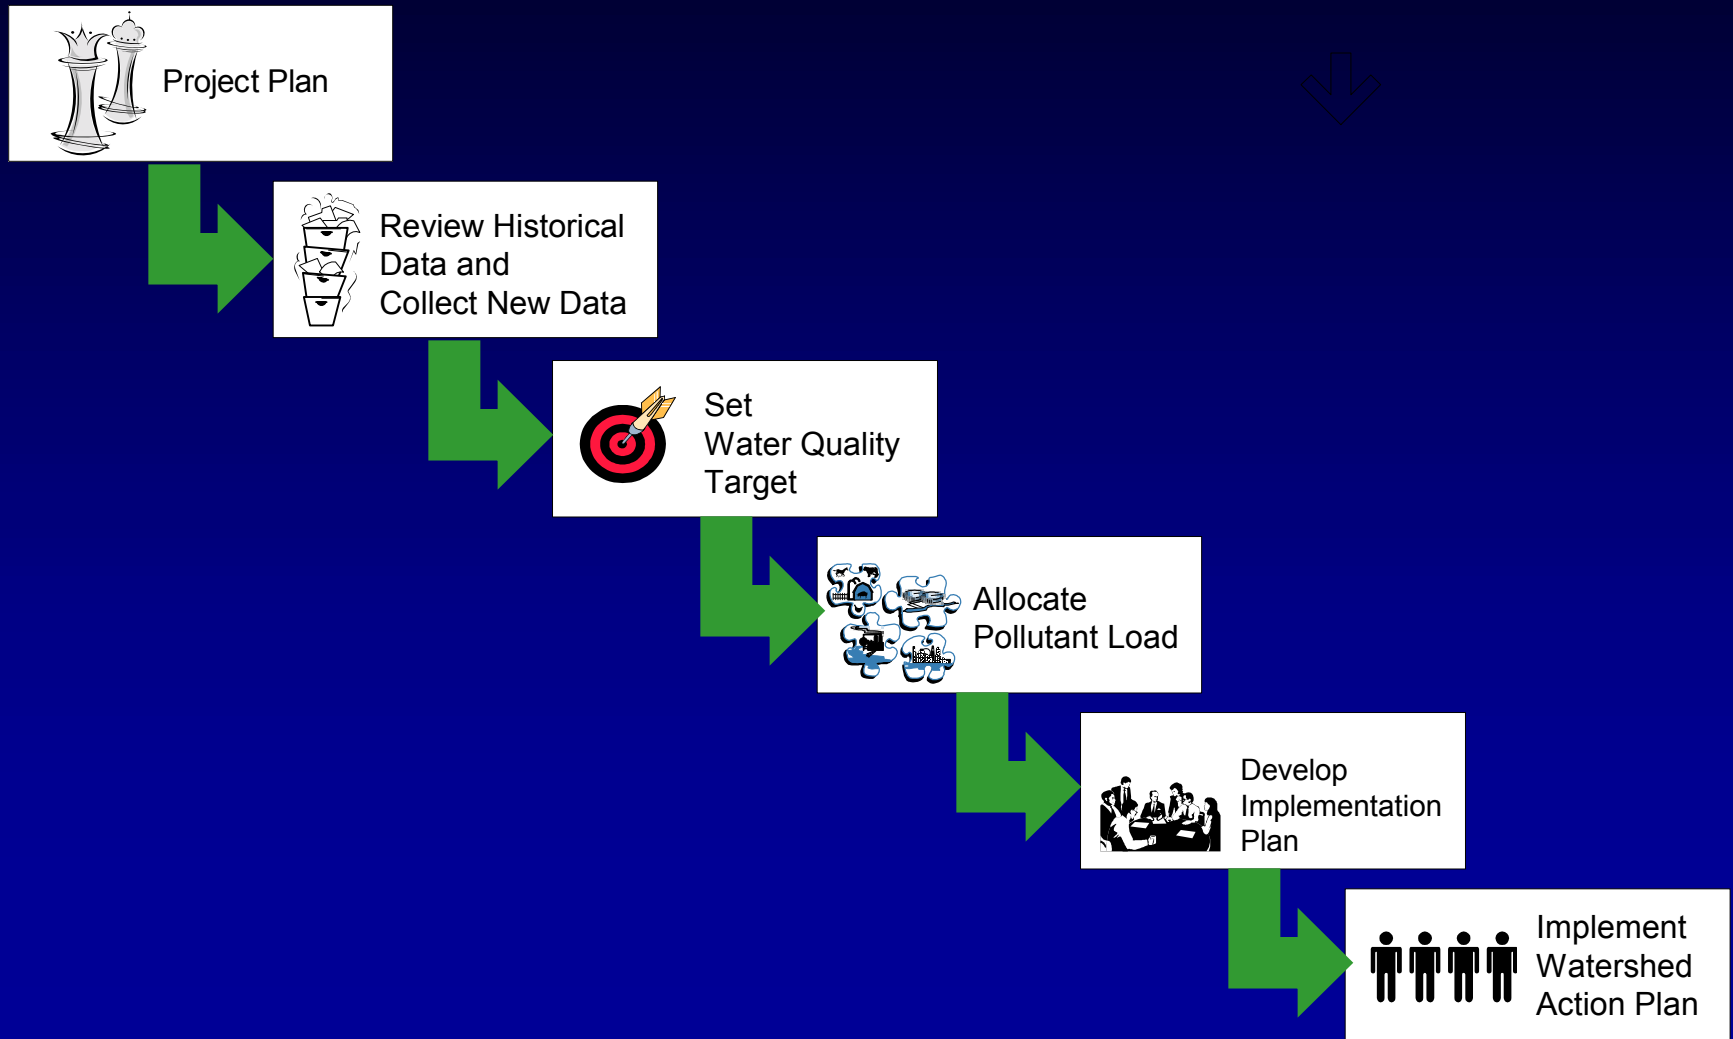 Project Plan
Review Historical
Data and
Collect New Data
Set
Water Quality
Target
Allocate
Pollutant Load
Develop
Implementation
Plan
Implement
Watershed
Action Plan